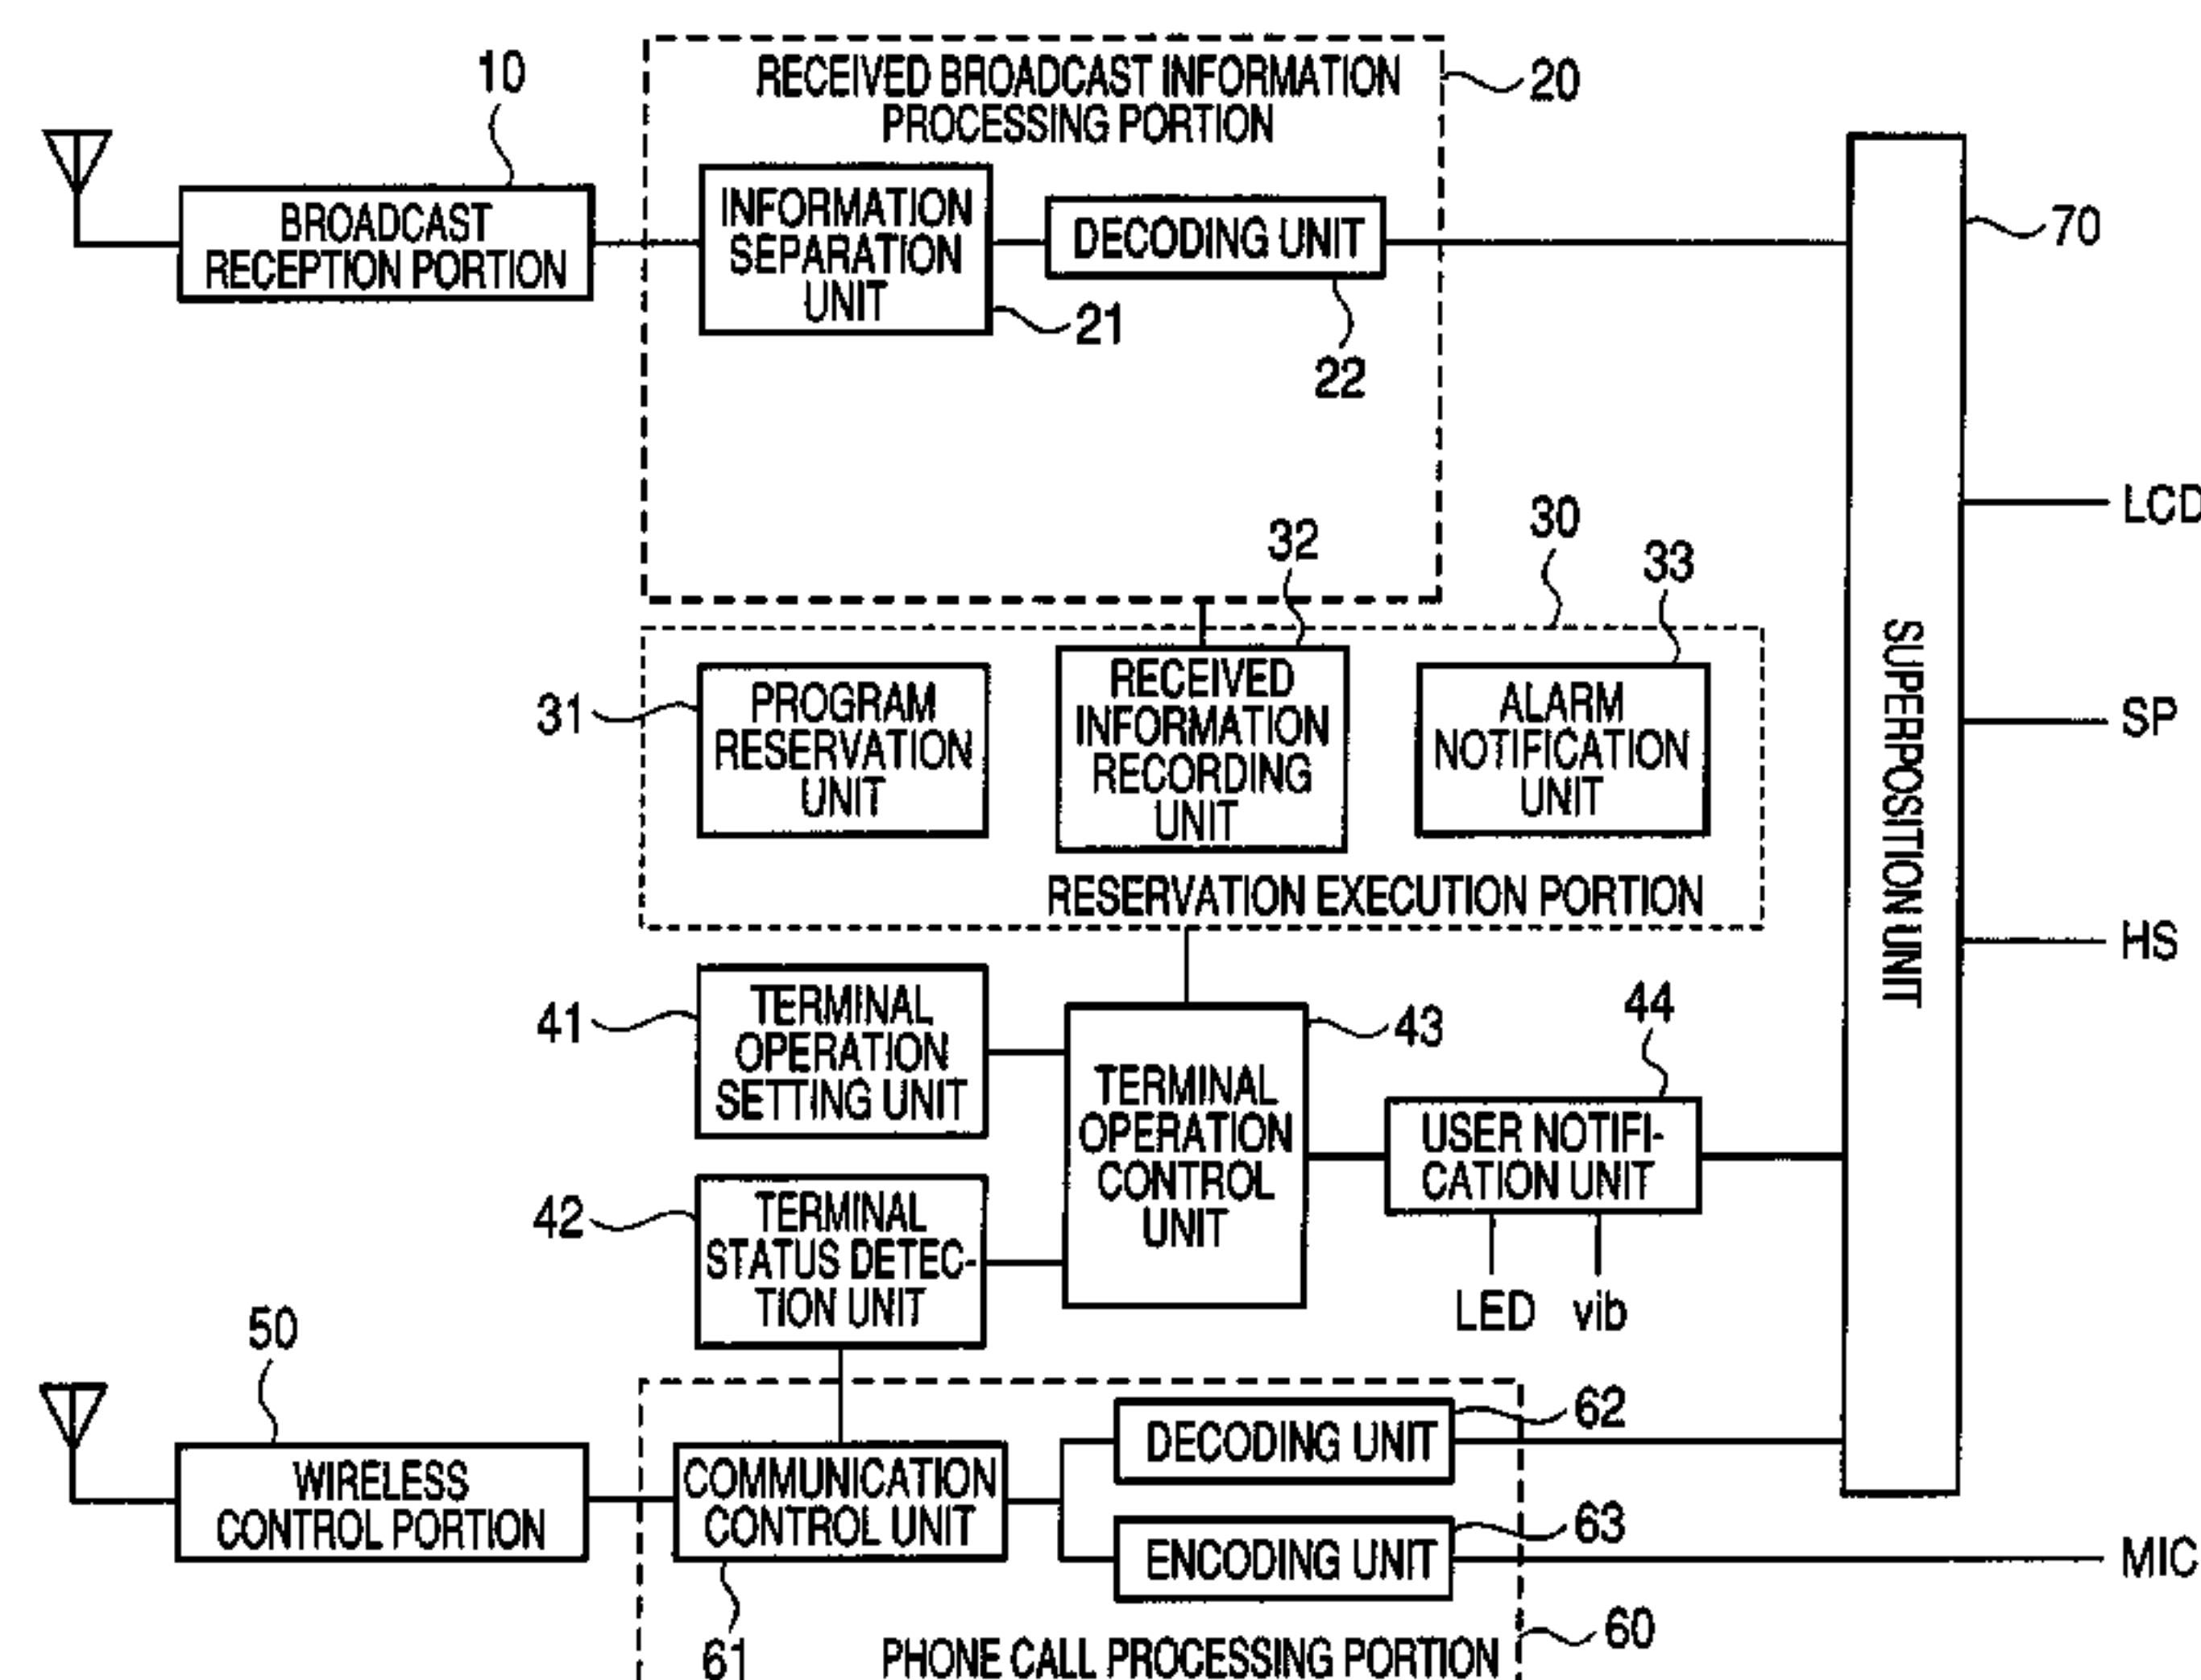 10
RECEIVED BROADCAST INFORMATION
PROCESSING PORTION
20
BROADCAST
RECEPTION PORTION
INFORMATION
SEPARATION
UNIT
21
DECODING UNIT
22
70
LCD
SP
HS
SUPERPOSITION UNIT
30
31
PROGRAM
RESERVATION
UNIT
32
RECEIVED
INFORMATION
RECORDING
UNIT
33
ALARM
NOTIFICATION
UNIT
RESERVATION EXECUTION PORTION
41
TERMINAL
OPERATION
SETTING UNIT
42
TERMINAL
STATUS DETEC-
TION UNIT
43
TERMINAL
OPERATION
CONTROL
UNIT
44
USER NOTIFI-
CATION UNIT
LED
vib
50
WIRELESS
CONTROL PORTION
COMMUNICATION
CONTROL UNIT
61
DECODING UNIT
62
ENCODING UNIT
63
MIC
PHONE CALL PROCESSING PORTION
60